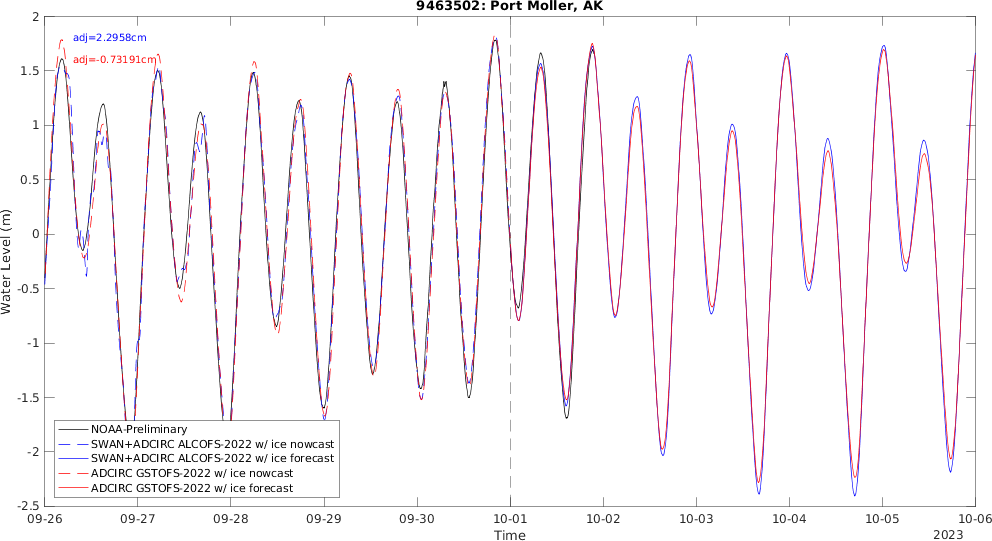 9463502: Port Moller, AK
adj=2.2958cm
adj=-0.73191cm
Water Level (m)
2
1.5
1
0.5
0
-0.5
-1
-1.5
-2
-2.5
NOAA-Preliminary
SWAN+ADCIRC ALCOFS-2022 w/ ice nowcast
SWAN+ADCIRC ALCOFS-2022 w/ ice forecast
ADCIRC GSTOFS-2022 w/ ice nowcast
ADCIRC GSTOFS-2022 w/ ice forecast
09-26 09-27 09-28 09-29 09-30 10-01 10-02 10-03 10-04 10-05 10-06
Time
2023